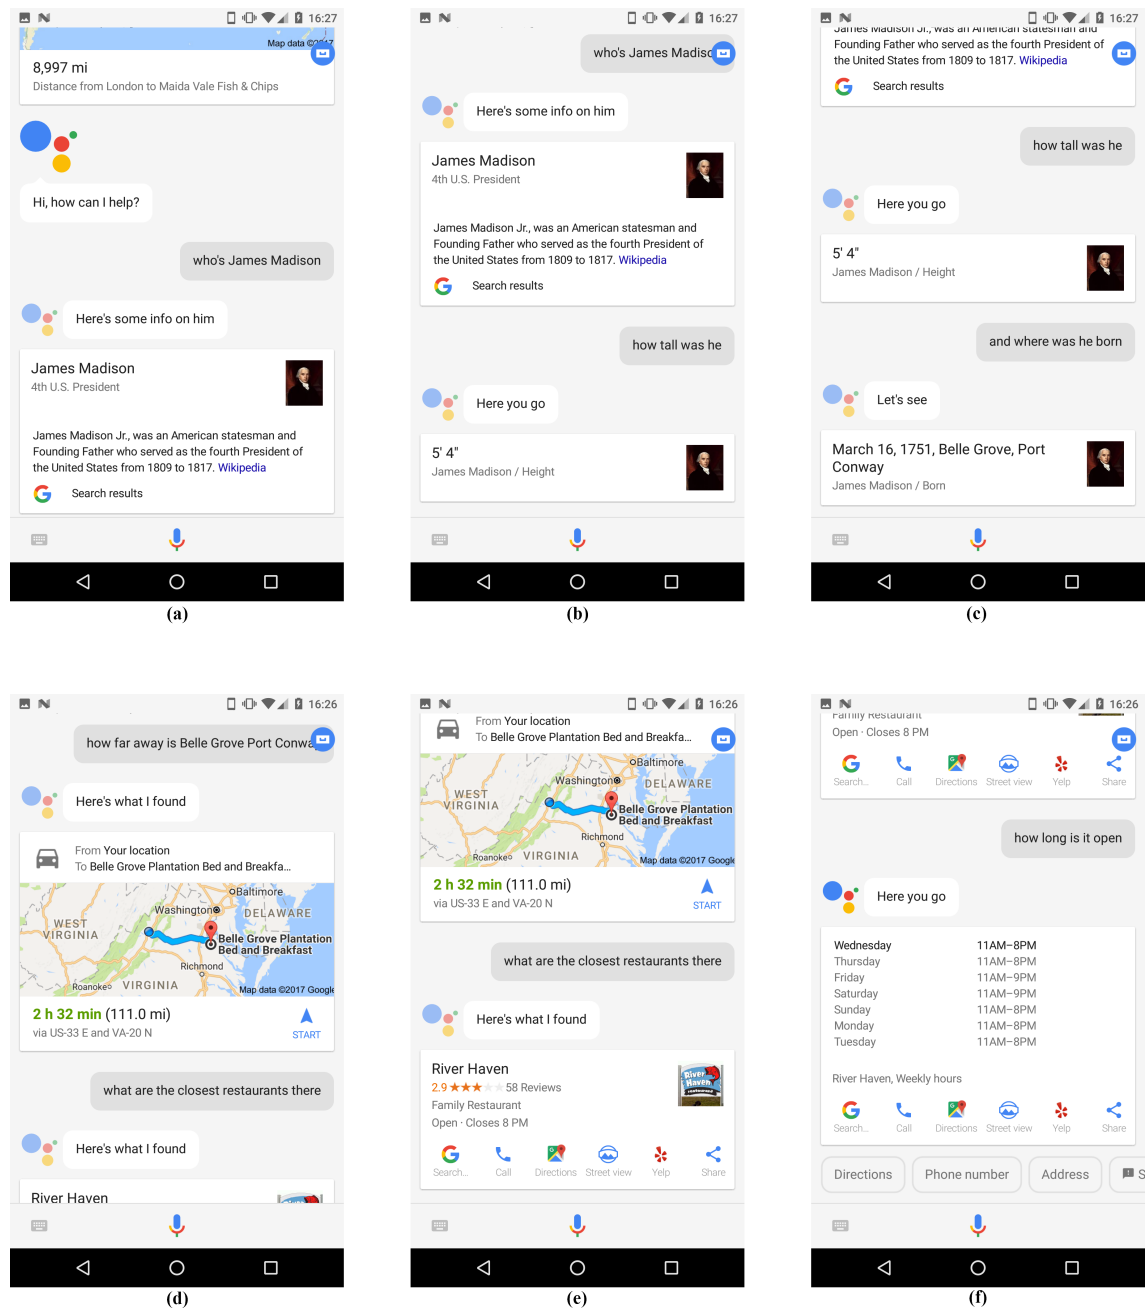 16:27
Map data ©2017
8,997 mi
Distance from London to Maida Vale Fish & Chips
Hi, how can I help?
who's James Madison
Here's some info on him
James Madison
4th U.S. President
James Madison Jr., was an American statesman and
Founding Father who served as the fourth President of
the United States from 1809 to 1817. Wikipedia
Search results
(a)
16:27
who's James Madiso
Here's some info on him
James Madison
4th U.S. President
James Madison Jr., was an American statesman and
Founding Father who served as the fourth President of
the United States from 1809 to 1817. Wikipedia
Search results
how tall was he
Here you go
5' 4"
James Madison / Height
(b)
16:27
James Madison Jr., was an American statesman and
Founding Father who served as the fourth President of
the United States from 1809 to 1817. Wikipedia
Search results
how tall was he
Here you go
5' 4"
James Madison / Height
and where was he born
Let's see
March 16, 1751, Belle Grove, Port
Conway
James Madison / Born
(c)
16:26
how far away is Belle Grove Port Conwa
Here's what I found
From Your location
To Belle Grove Plantation Bed and Breakfa...
Baltimore
Washington
DELAWARE
WEST
VIRGINIA
Belle Grove Plantation
Bed and Breakfast
Richmond
Roanoke
VIRGINIA
Map data ©2017 Google
2 h 32 min (111.0 mi)
via US-33 E and VA-20 N
START
what are the closest restaurants there
Here's what I found
River Haven
(d)
16:26
From Your location
To Belle Grove Plantation Bed and Breakfa...
Baltimore
Washington
DELAWARE
WEST
VIRGINIA
Belle Grove Plantation
Bed and Breakfast
Richmond
Roanoke
VIRGINIA
Map data ©2017 Google
2 h 32 min (111.0 mi)
via US-33 E and VA-20 N
START
what are the closest restaurants there
Here's what I found
River Haven
2.9 58 Reviews
Family Restaurant
Open · Closes 8 PM
River Haven
restaurant
Search... Call Directions Street view Yelp Share
(e)
16:26
Family Restaurant
Open · Closes 8 PM
Search... Call Directions Street view Yelp Share
how long is it open
Here you go
Wednesday 11AM–8PM
Thursday 11AM–8PM
Friday 11AM–9PM
Saturday 11AM–9PM
Sunday 11AM–8PM
Monday 11AM–8PM
Tuesday 11AM–8PM
River Haven, Weekly hours
Search... Call Directions Street view Yelp Share
Directions Phone number Address S
(f)